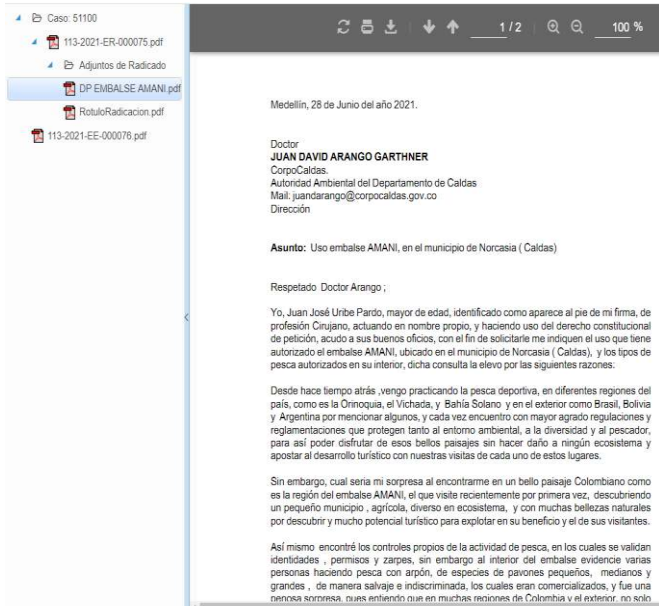 Caso: 51100
113-2021-ER-000075.pdf
Adjuntos de Radicado
DP EMBALSE AMANI.pdf
RotuloRadicacion.pdf
113-2021-EE-000076.pdf
1/2
100 %
Medellín, 28 de Junio del año 2021.
Doctor
JUAN DAVID ARANGO GARTHNER
CorpoCaldas.
Autoridad Ambiental del Departamento de Caldas
Mail: juandarango@corpocaldas.gov.co
Dirección
Asunto: Uso embalse AMANI, en el municipio de Norcasia ( Caldas)
Respetado Doctor Arango ;
Yo, Juan José Uribe Pardo, mayor de edad, identificado como aparece al pie de mi firma, de
profesión Cirujano, actuando en nombre propio, y haciendo uso del derecho constitucional
de petición, acudo a sus buenos oficios, con el fin de solicitarle me indiquen el uso que tiene
autorizado el embalse AMANI, ubicado en el municipio de Norcasia ( Caldas), y los tipos de
pesca autorizados en su interior, dicha consulta la elevo por las siguientes razones.
Desde hace tiempo atrás ,vengo practicando la pesca deportiva, en diferentes regiones del
país, como es la Orinoquia, el Vichada, y Bahía Solano y en el exterior como Brasil, Bolivia
y Argentina por mencionar algunos, y cada vez encuentro con mayor agrado regulaciones y
reglamentaciones que protegen tanto al entorno ambiental, a la diversidad y al pescador,
para así poder disfrutar de esos bellos paisajes sin hacer daño a ningún ecosistema y
apostar al desarrollo turístico con nuestras visitas de cada uno de estos lugares.
Sin embargo, cual seria mi sorpresa al encontrarme en un bello paisaje Colombiano como
es la región del embalse AMANI, el que visite recientemente por primera vez, descubriendo
un pequeño municipio , agrícola, diverso en ecosistema, y con muchas bellezas naturales
por descubrir y mucho potencial turístico para explotar en su beneficio y el de sus visitantes.
Así mismo encontré los controles propios de la actividad de pesca, en los cuales se validan
identidades , permisos y zarpes, sin embargo al interior del embalse evidencie varias
personas haciendo pesca con arpón, de especies de pavones pequeños, medianos y
grandes , de manera salvaje e indiscriminada, los cuales eran comercializados, y fue una
penosa sorpresa, pues entiendo que en muchas regiones de Colombia y el exterior, no solo